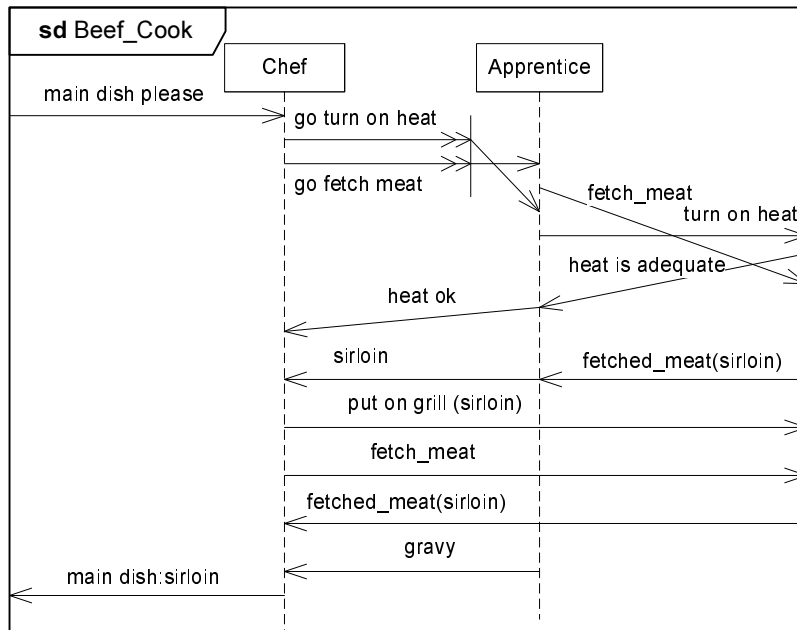 sd Beef_Cook
Chef
Apprentice
main dish please
go turn on heat
go fetch meat
fetch_meat
turn on heat
heat is adequate
heat ok
sirloin
fetched_meat(sirloin)
put on grill (sirloin)
fetch_meat
fetched_meat(sirloin)
gravy
main dish:sirloin